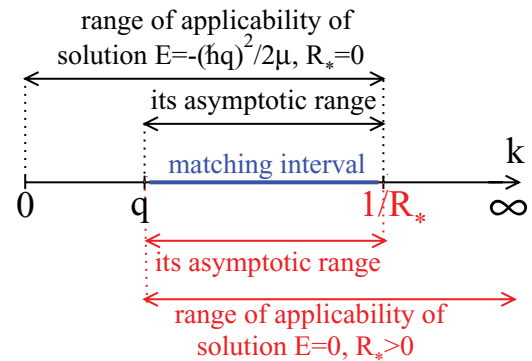 range of applicability of
solution E=-(ℏq)²/2μ, R*=0
its asymptotic range
matching interval
k
0
q
1/R*
∞
its asymptotic range
range of applicability of
solution E=0, R*>0